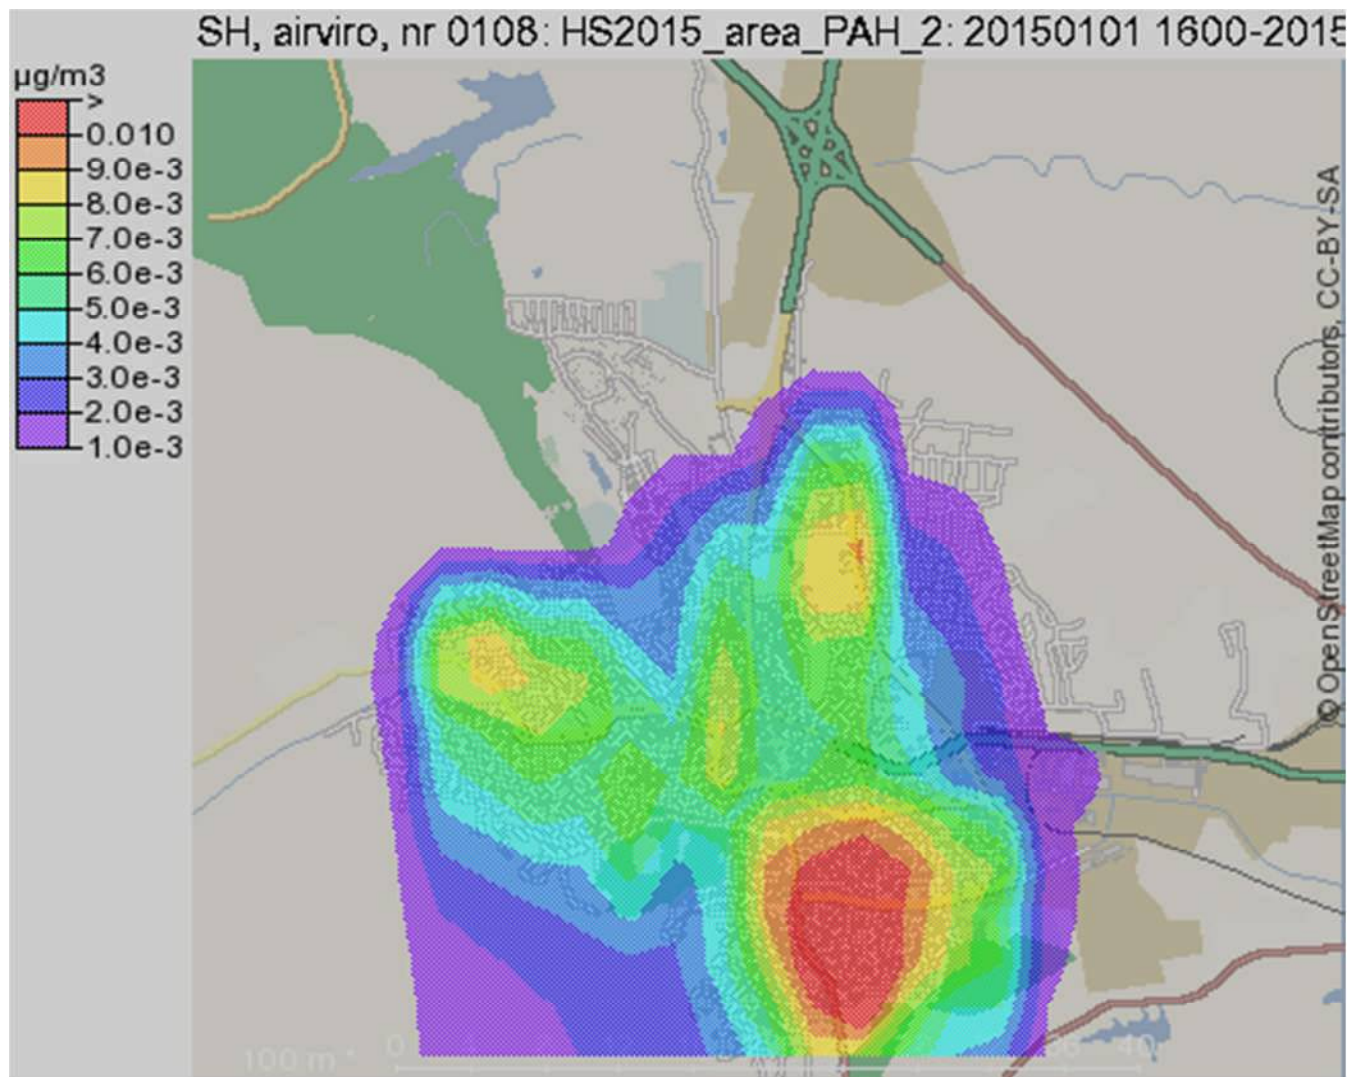 SH, airviro, nr 0108: HS2015_area_PAH_2: 20150101 1600-2015
µg/m3
>
0.010
9.0e-3
8.0e-3
7.0e-3
6.0e-3
5.0e-3
4.0e-3
3.0e-3
2.0e-3
1.0e-3
© OpenStreetMap contributors, CC-BY-SA
100 m * 0
40